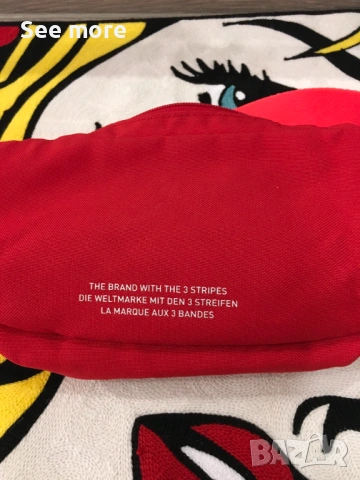 See more
THE BRAND WITH THE 3 STRIPES
DIE WELTMARKE MIT DEN 3 STREIFEN
LA MARQUE AUX 3 BANDES
BAZAR